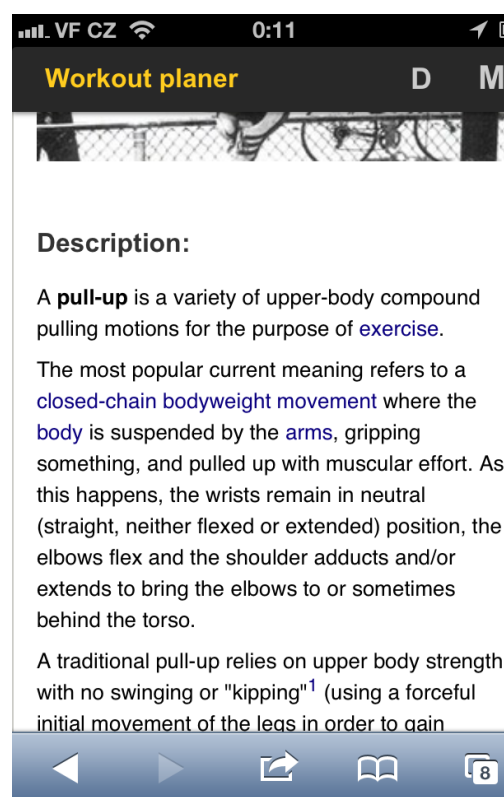 VF CZ 0:11
Workout planer D M
Description:
A pull-up is a variety of upper-body compound
pulling motions for the purpose of exercise.
The most popular current meaning refers to a
closed-chain bodyweight movement where the
body is suspended by the arms, gripping
something, and pulled up with muscular effort. As
this happens, the wrists remain in neutral
(straight, neither flexed or extended) position, the
elbows flex and the shoulder adducts and/or
extends to bring the elbows to or sometimes
behind the torso.
A traditional pull-up relies on upper body strength
with no swinging or "kipping"1 (using a forceful
initial movement of the legs in order to gain
8